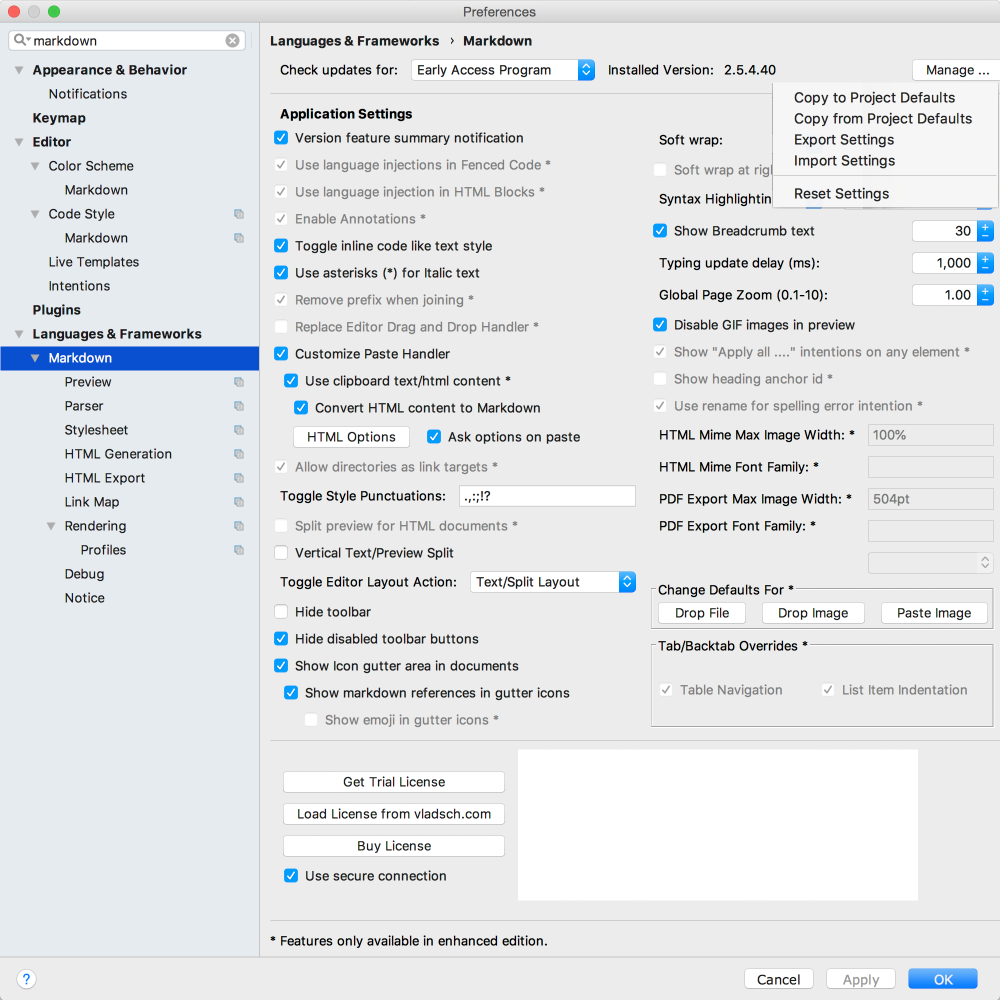 Preferences
markdown
Appearance & Behavior
Notifications
Keymap
Editor
Color Scheme
Markdown
Code Style
Markdown
Live Templates
Intentions
Plugins
Languages & Frameworks
Markdown
Preview
Parser
Stylesheet
HTML Generation
HTML Export
Link Map
Rendering
Profiles
Debug
Notice
Languages & Frameworks › Markdown
Check updates for: Early Access Program Installed Version: 2.5.4.40 Manage ...
Copy to Project Defaults
Copy from Project Defaults
Export Settings
Import Settings
Reset Settings
Application Settings
Version feature summary notification
Use language injections in Fenced Code *
Use language injection in HTML Blocks *
Enable Annotations *
Toggle inline code like text style
Use asterisks (*) for Italic text
Remove prefix when joining *
Replace Editor Drag and Drop Handler *
Customize Paste Handler
Use clipboard text/html content *
Convert HTML content to Markdown
HTML Options Ask options on paste
Allow directories as link targets *
Toggle Style Punctuations: .,:;!?
Split preview for HTML documents *
Vertical Text/Preview Split
Toggle Editor Layout Action: Text/Split Layout
Hide toolbar
Hide disabled toolbar buttons
Show Icon gutter area in documents
Show markdown references in gutter icons
Show emoji in gutter icons *
Soft wrap:
Soft wrap at
Syntax
Show Breadcrumb text 30
Typing update delay (ms): 1,000
Global Page Zoom (0.1-10): 1.00
Disable GIF images in preview
Show "Apply all ...." intentions on any element *
Show heading anchor id *
Use rename for spelling error intention *
HTML Mime Max Image Width: * 100%
HTML Mime Font Family: *
PDF Export Max Image Width: * 504pt
PDF Export Font Family: *
Change Defaults For *
Drop File Drop Image Paste Image
Tab/Backtab Overrides *
Table Navigation List Item Indentation
Get Trial License
Load License from vladsch.com
Buy License
Use secure connection
* Features only available in enhanced edition.
? Cancel Apply OK